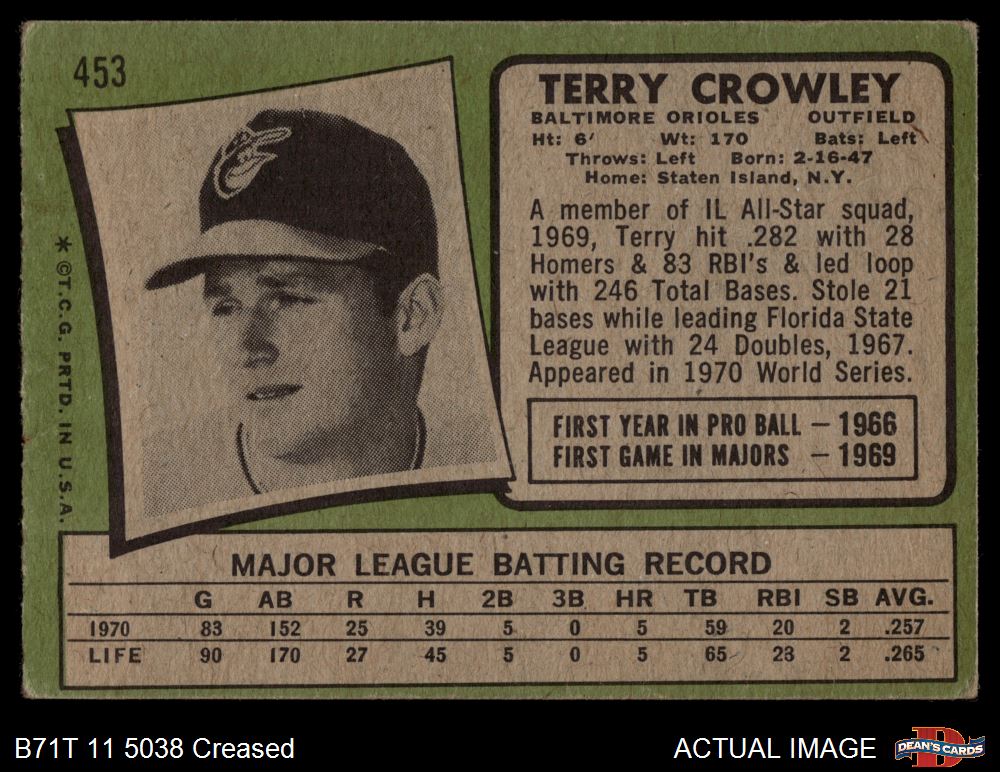 453
TERRY CROWLEY
BALTIMORE ORIOLES OUTFIELD
Ht: 6' Wt: 170 Bats: Left
Throws: Left Born: 2-16-47
Home: Staten Island, N.Y.
A member of IL All-Star squad,
1969, Terry hit .282 with 28
Homers & 83 RBI's & led loop
with 246 Total Bases. Stole 21
bases while leading Florida State
League with 24 Doubles, 1967.
Appeared in 1970 World Series.
FIRST YEAR IN PRO BALL — 1966
FIRST GAME IN MAJORS — 1969
* © T.C.G. PRTD. IN U.S.A.
MAJOR LEAGUE BATTING RECORD
G AB R H 2B 3B HR TB RBI SB AVG.
1970 83 152 25 39 5 0 5 59 20 2 .257
LIFE 90 170 27 45 5 0 5 65 23 2 .265
B71T 11 5038 Creased
ACTUAL IMAGE
DEAN'S CARDS